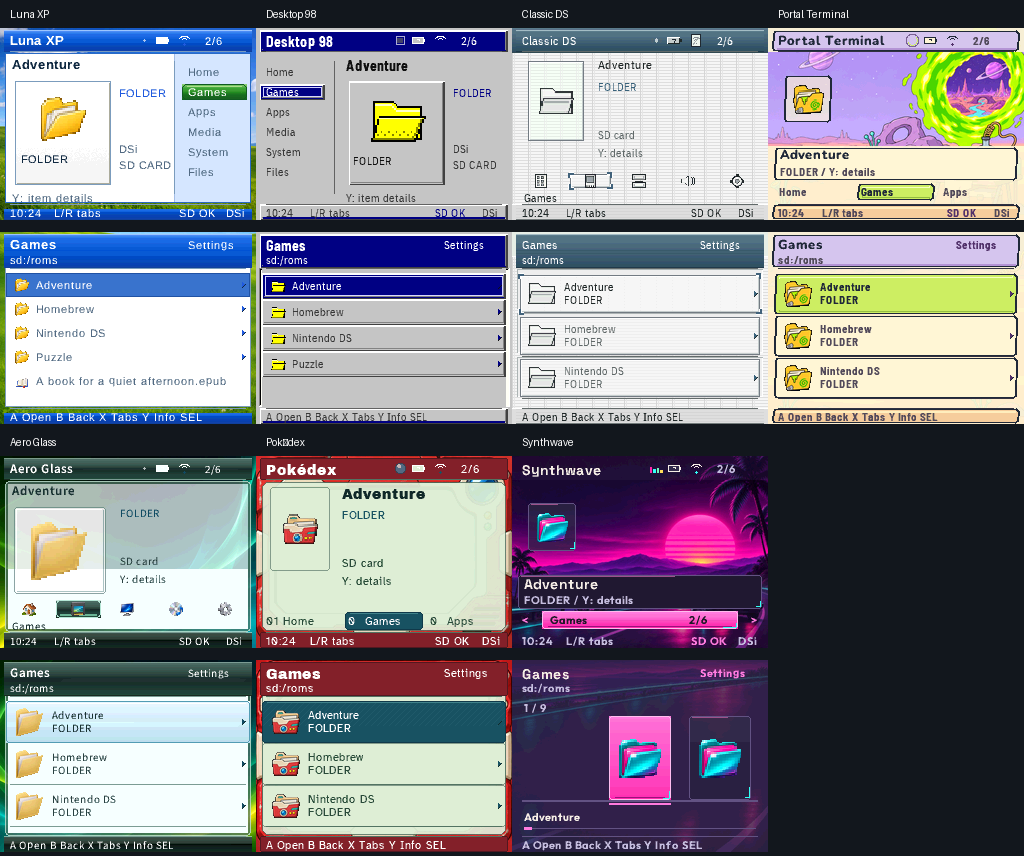 Luna XP
Luna XP 2/6
Adventure
FOLDER
FOLDER
DSi
SD CARD
Home
Games
Apps
Media
System
Files
Y: item details
10:24 L/R tabs SD OK DSi
Games Settings
sd:/roms
Adventure
Homebrew
Nintendo DS
Puzzle
A book for a quiet afternoon.epub
A Open B Back X Tabs Y Info SEL
Desktop 98
Desktop 98 2/6
Home
Games
Apps
Media
System
Files
Adventure
FOLDER
FOLDER
DSi
SD CARD
Y: item details
10:24 L/R tabs SD OK DSi
Games Settings
sd:/roms
Adventure
Homebrew
Nintendo DS
Puzzle
A Open B Back X Tabs Y Info SEL
Classic DS
Classic DS 2/6
Adventure
FOLDER
SD card
Y: details
Games
10:24 L/R tabs SD OK DSi
Games Settings
sd:/roms
Adventure
FOLDER
Homebrew
FOLDER
Nintendo DS
FOLDER
A Open B Back X Tabs Y Info SEL
Portal Terminal
Portal Terminal 2/6
Adventure
FOLDER / Y: details
Home Games Apps
10:24 L/R tabs SD OK DSi
Games Settings
sd:/roms
Adventure
FOLDER
Homebrew
FOLDER
Nintendo DS
FOLDER
A Open B Back X Tabs Y Info SEL
Aero Glass
Aero Glass 2/6
Adventure
FOLDER
SD card
Y: details
Games
10:24 L/R tabs SD OK DSi
Games Settings
sd:/roms
Adventure
FOLDER
Homebrew
FOLDER
Nintendo DS
FOLDER
A Open B Back X Tabs Y Info SEL
Pokédex 2/6
Adventure
FOLDER
SD card
Y: details
01 Home 0 Games 0 Apps
10:24 L/R tabs SD OK DSi
Games Settings
sd:/roms
Adventure
FOLDER
Homebrew
FOLDER
Nintendo DS
FOLDER
A Open B Back X Tabs Y Info SEL
Synthwave
Synthwave 2/6
Adventure
FOLDER / Y: details
< Games 2/6 >
10:24 L/R tabs SD OK DSi
Games Settings
sd:/roms
1 / 9
Adventure
A Open B Back X Tabs Y Info SEL